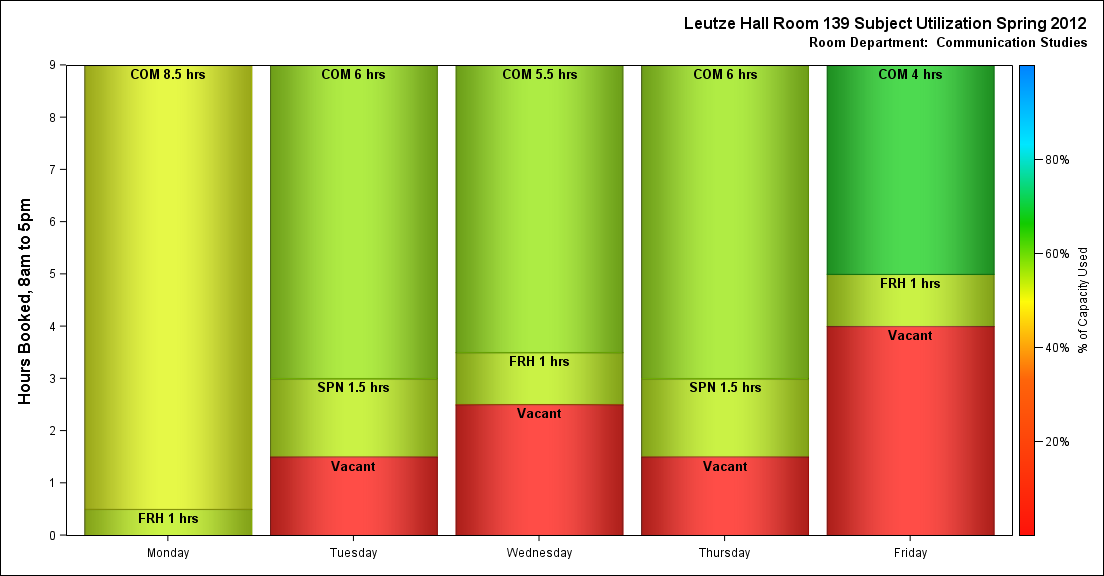 Leutze Hall Room 139 Subject Utilization Spring 2012
Room Department:  Communication Studies
Hours Booked, 8am to 5pm
9
8
7
6
5
4
3
2
1
0
COM 8.5 hrs
FRH 1 hrs
COM 6 hrs
SPN 1.5 hrs
Vacant
COM 5.5 hrs
FRH 1 hrs
Vacant
COM 6 hrs
SPN 1.5 hrs
Vacant
COM 4 hrs
FRH 1 hrs
Vacant
Monday
Tuesday
Wednesday
Thursday
Friday
80%
60%
40%
20%
% of Capacity Used